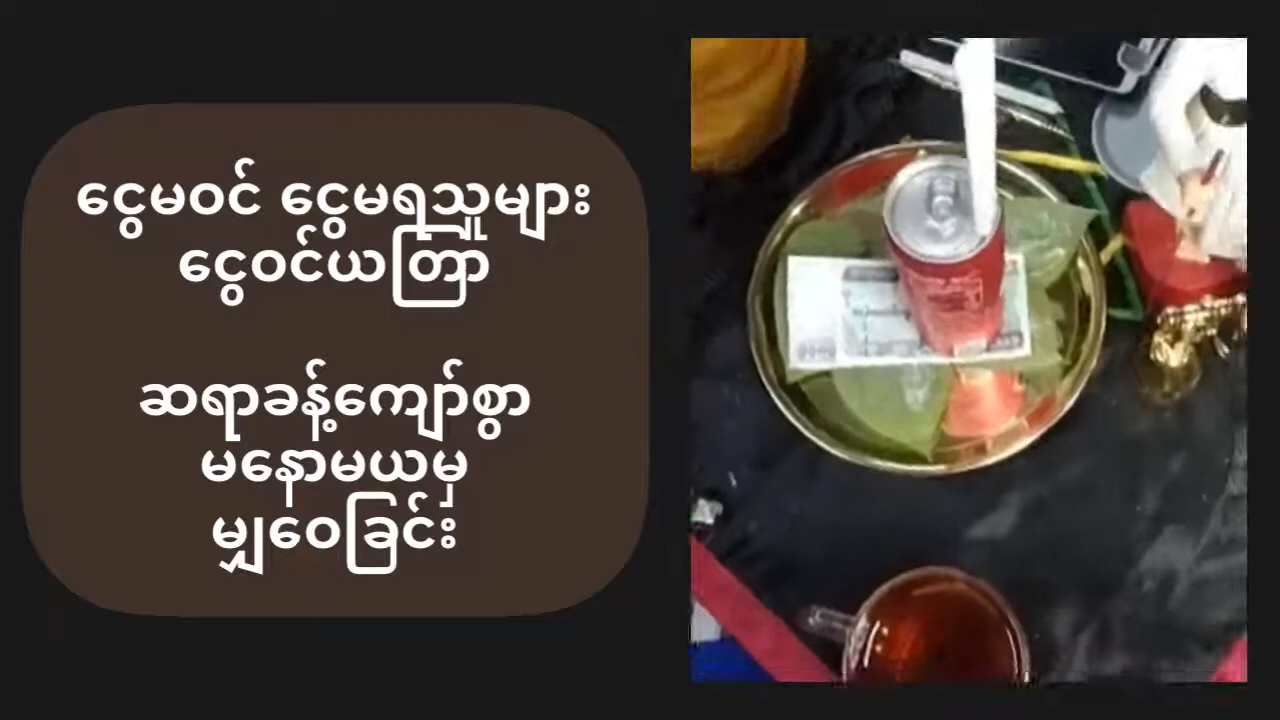 ငွေမဝင် ငွေမရသူများ
ငွေဝင်ယတြာ
ဆရာခန့်ကျော်စွာ
မနောမယမှ
မျှဝေခြင်း